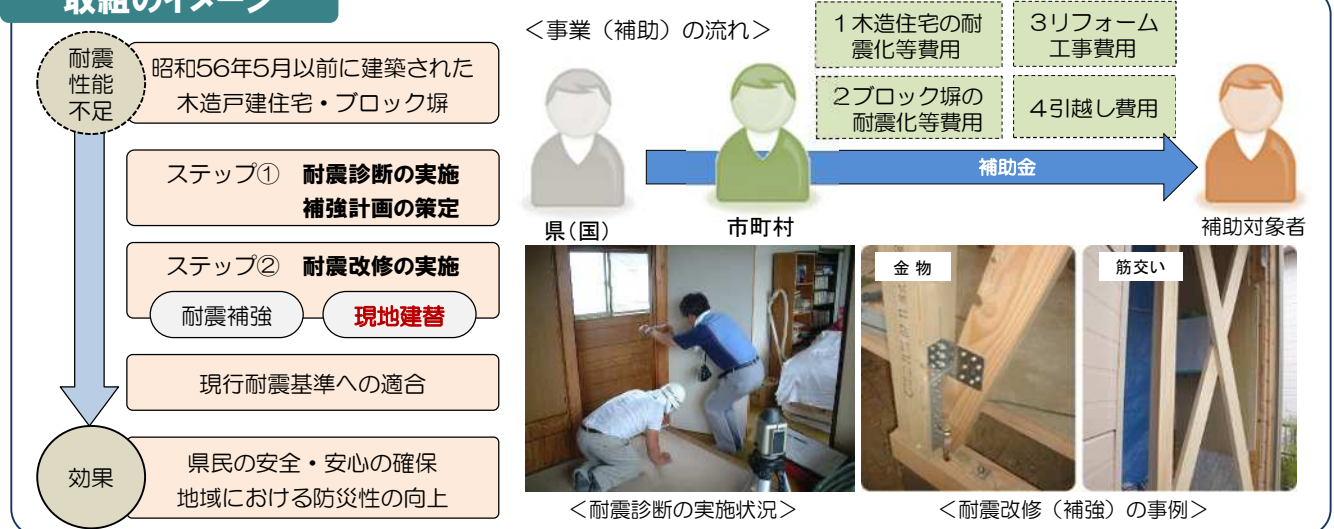 取組のイメージ
耐震
性能
不足
昭和56年5月以前に建築された
木造戸建住宅・ブロック塀
ステップ① 耐震診断の実施
補強計画の策定
ステップ② 耐震改修の実施
耐震補強
現地建替
現行耐震基準への適合
効果
県民の安全・安心の確保
地域における防災性の向上
＜事業（補助）の流れ＞
1木造住宅の耐
震化等費用
3リフォーム
工事費用
2ブロック塀の
耐震化等費用
4引越し費用
補助金
県（国）
市町村
補助対象者
金 物
筋交い
＜耐震診断の実施状況＞
＜耐震改修（補強）の事例＞